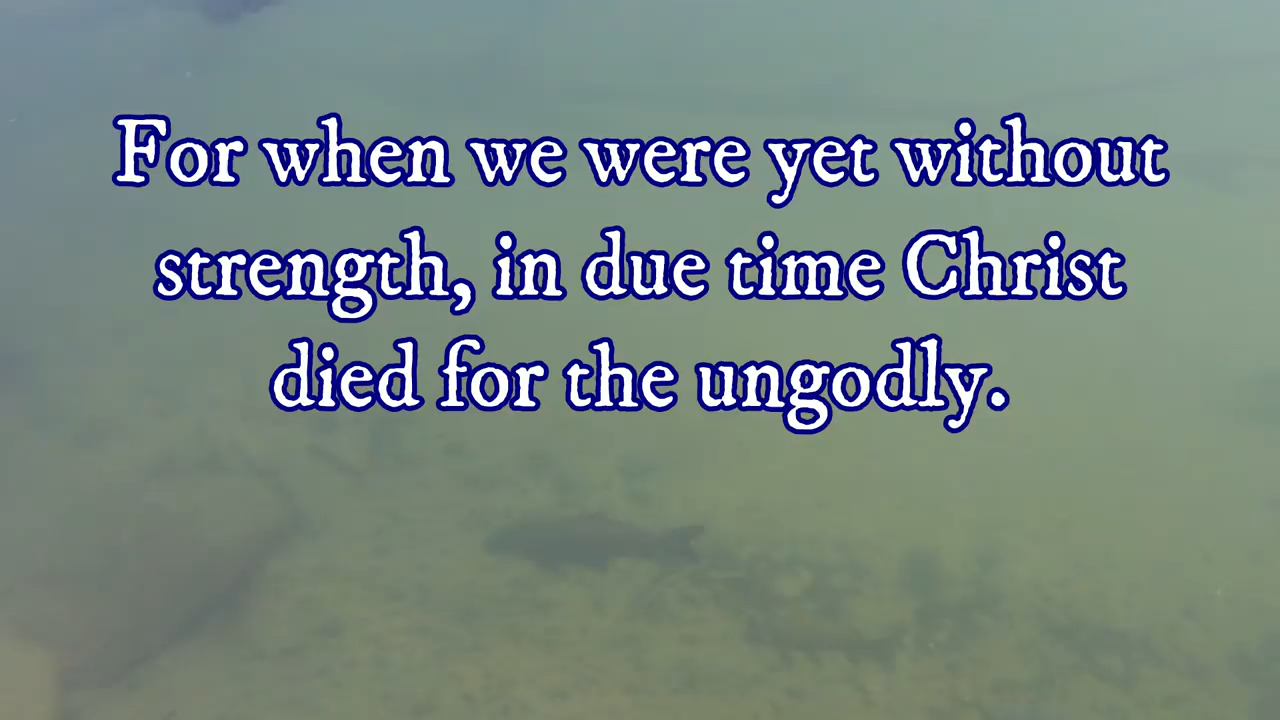 For when we were yet without
strength, in due time Christ
died for the ungodly.